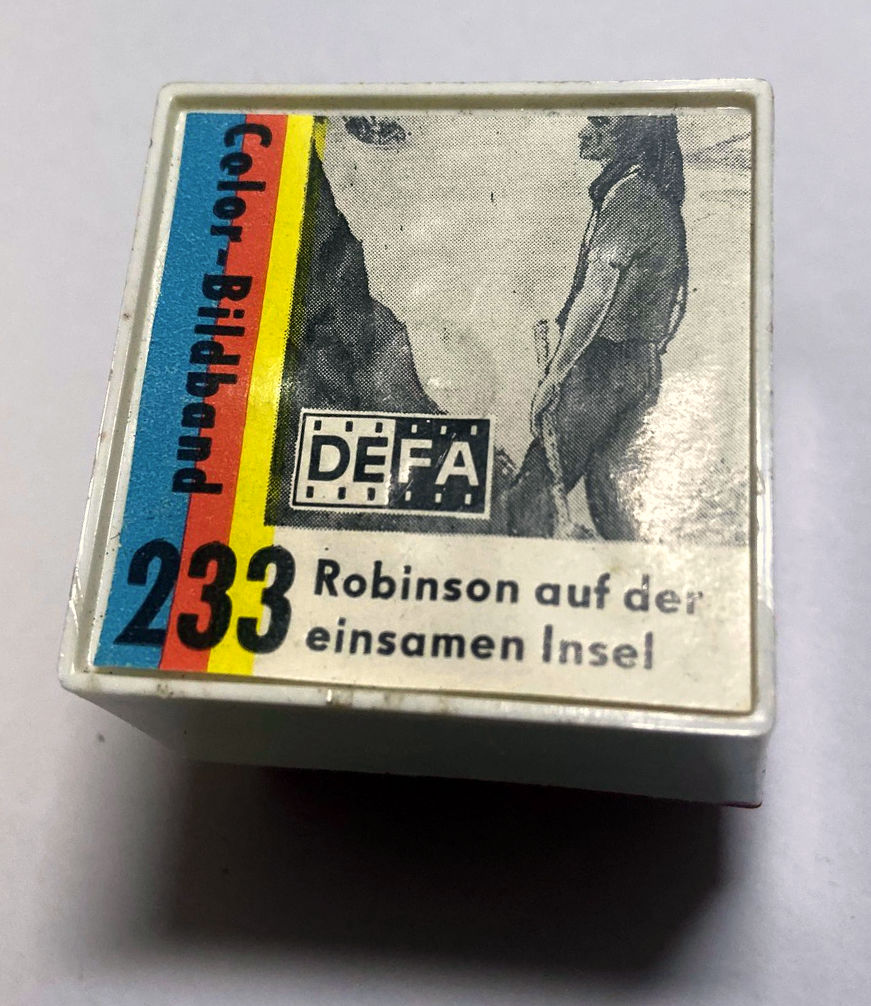 Color-Bildband
DEFA
233
Robinson auf der
einsamen Insel